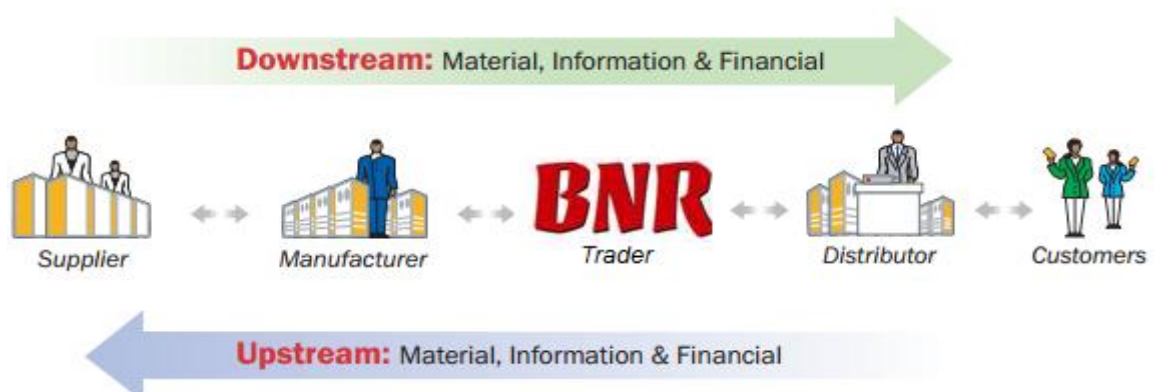 Downstream: Material, Information & Financial
BNR
Supplier
Manufacturer
Trader
Distributor
Customers
Upstream: Material, Information & Financial